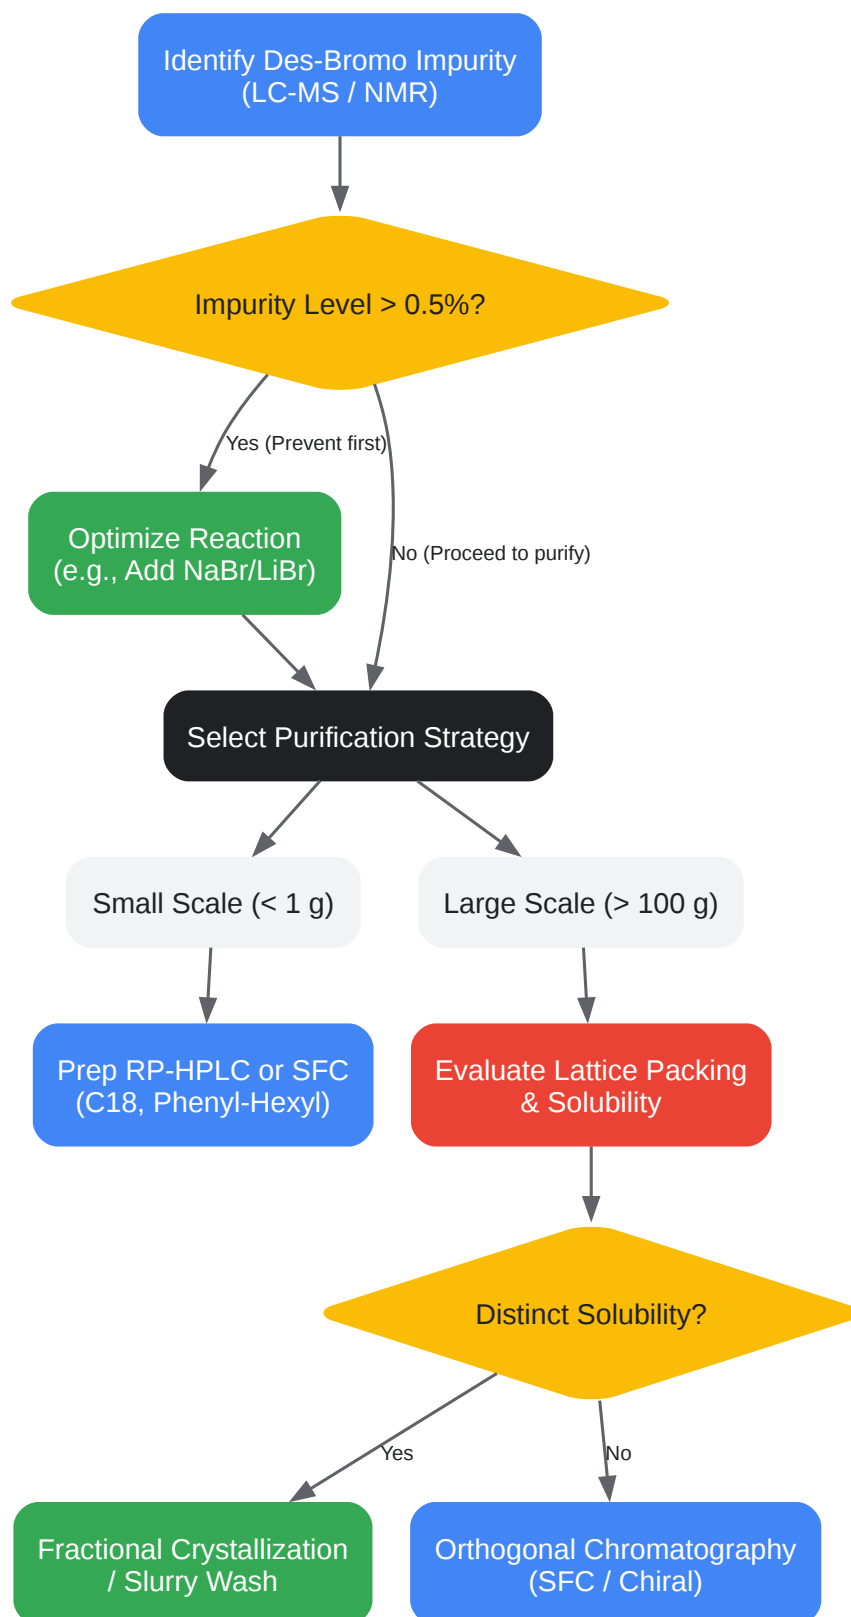 Identify Des-Bromo Impurity
(LC-MS / NMR)
Impurity Level > 0.5%?
Yes (Prevent first)
Optimize Reaction
(e.g., Add NaBr/LiBr)
No (Proceed to purify)
Select Purification Strategy
Small Scale (< 1 g)
Large Scale (> 100 g)
Prep RP-HPLC or SFC
(C18, Phenyl-Hexyl)
Evaluate Lattice Packing
& Solubility
Distinct Solubility?
Yes
No
Fractional Crystallization
/ Slurry Wash
Orthogonal Chromatography
(SFC / Chiral)